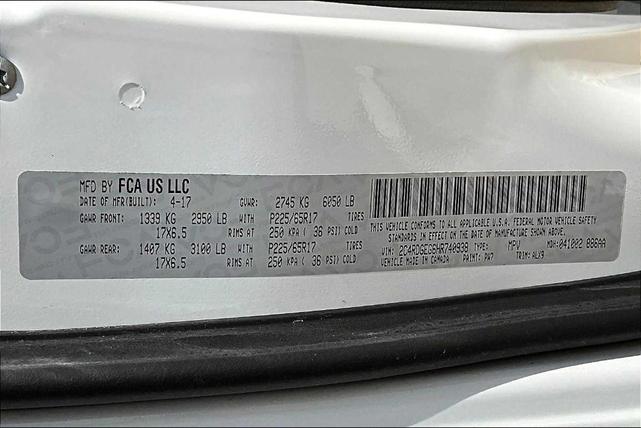 MFD BY FCA US LLC
DATE OF MFR(BUILT): 4-17 GVWR: 2745 KG 6050 LB
GAWR FRONT: 1339 KG 2950 LB WITH P225/65R17 TIRES
17X6.5 RIMS AT 250 KPA ( 36 PSI) COLD
GAWR REAR: 1407 KG 3100 LB WITH P225/65R17 TIRES
17X6.5 RIMS AT 250 KPA ( 36 PSI) COLD
THIS VEHICLE CONFORMS TO ALL APPLICABLE U.S.A. FEDERAL MOTOR VEHICLE SAFETY
STANDARDS IN EFFECT ON THE DATE OF MANUFACTURE SHOWN ABOVE.
VIN: TYPE: MPV MDH:041002 886AA
VEHICLE MADE IN CANADA PAINT: PW7 TRIM:ALX9